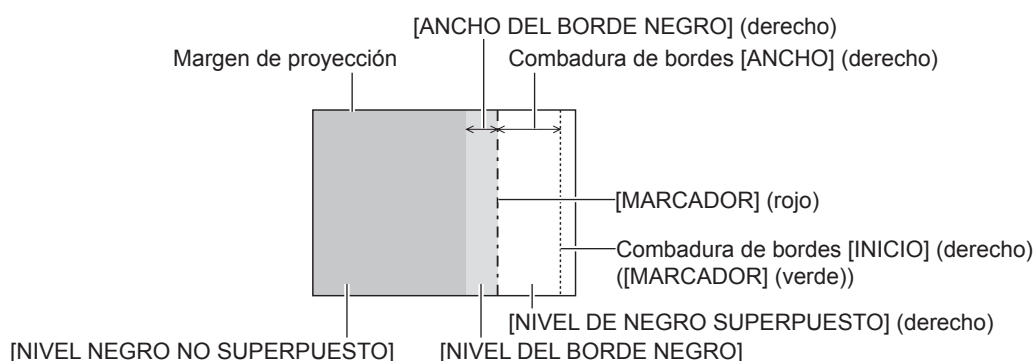 [ANCHO DEL BORDE NEGRO] (derecho)
Margen de proyección
Combadura de bordes [ANCHO] (derecho)
[MARCADOR] (rojo)
Combadura de bordes [INICIO] (derecho)
([MARCADOR] (verde))
[NIVEL DE NEGRO SUPERPUESTO] (derecho)
[NIVEL NEGRO NO SUPERPUESTO]
[NIVEL DEL BORDE NEGRO]